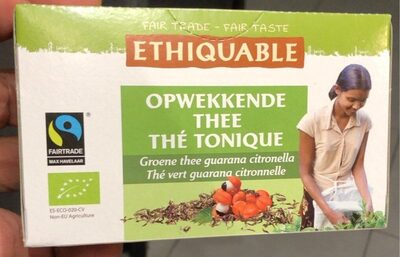 FAIR TRADE - FAIR TASTE
ETHIQUABLE
OPWEKKENDE
THEE
THÉ TONIQUE
Groene thee guarana citronella
Thé vert guarana citronnelle
FAIRTRADE
MAX HAVELAAR
®
ES-ECO-020-CV
Non-EU Agriculture